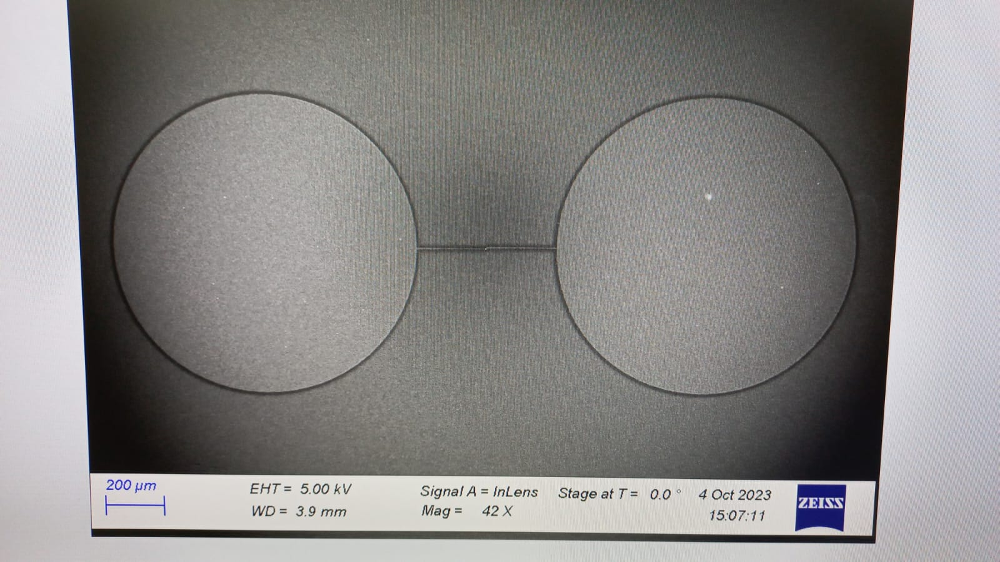 200 µm
EHT = 5.00 kV
WD = 3.9 mm
Signal A = InLens
Mag = 42 X
Stage at T = 0.0 °
4 Oct 2023
15:07:11
ZEISS